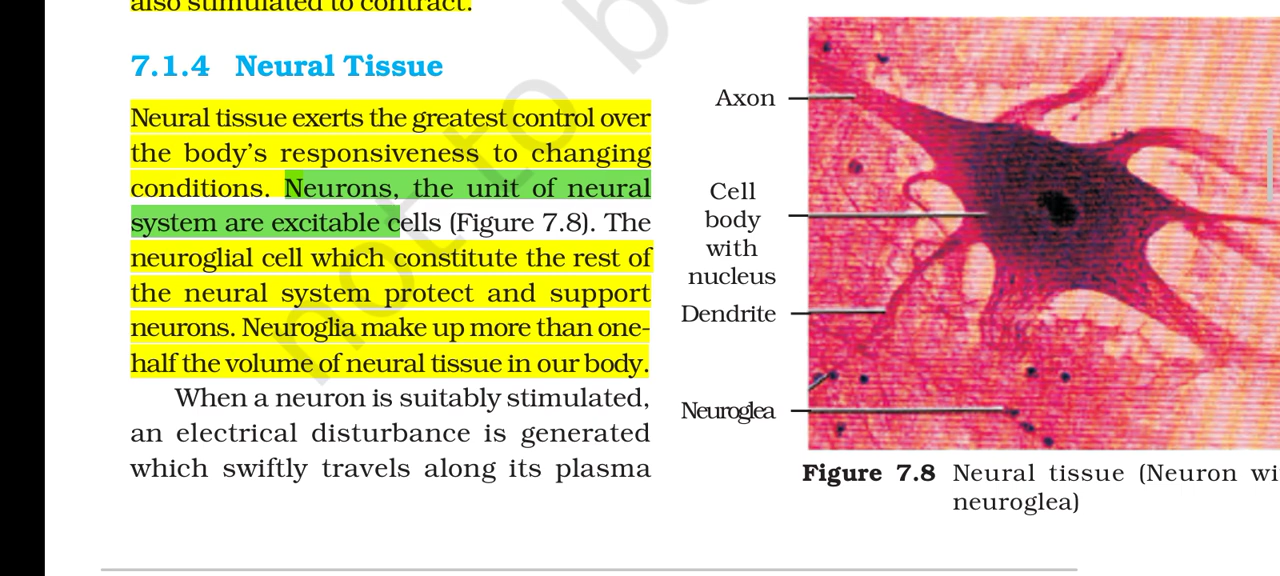 also stimulated to contract.
7.1.4 Neural Tissue
Neural tissue exerts the greatest control over
the body's responsiveness to changing
conditions. Neurons, the unit of neural
system are excitable cells (Figure 7.8). The
neuroglial cell which constitute the rest of
the neural system protect and support
neurons. Neuroglia make up more than one-
half the volume of neural tissue in our body.
When a neuron is suitably stimulated,
an electrical disturbance is generated
which swiftly travels along its plasma
Axon
Cell
body
with
nucleus
Dendrite
Neuroglea
Figure 7.8 Neural tissue (Neuron wi
neuroglea)
not to b